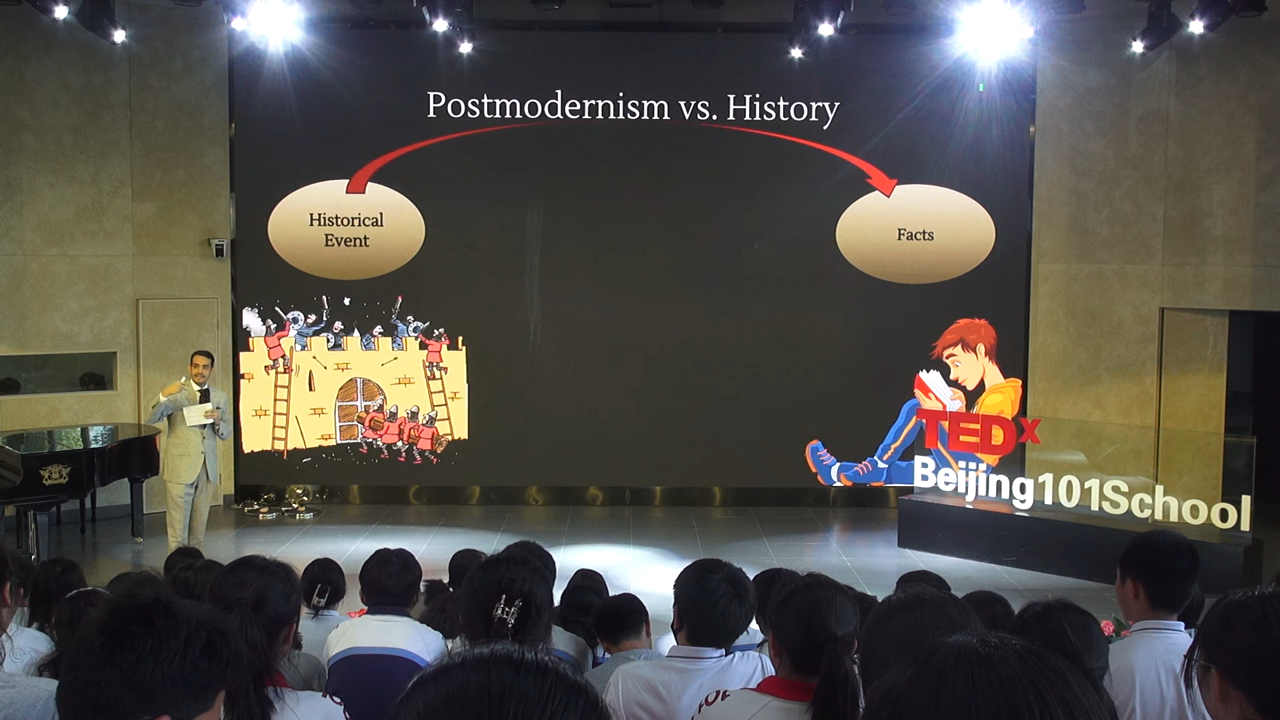 Postmodernism vs. History
Historical
Event
Facts
TEDx
Beijing101School